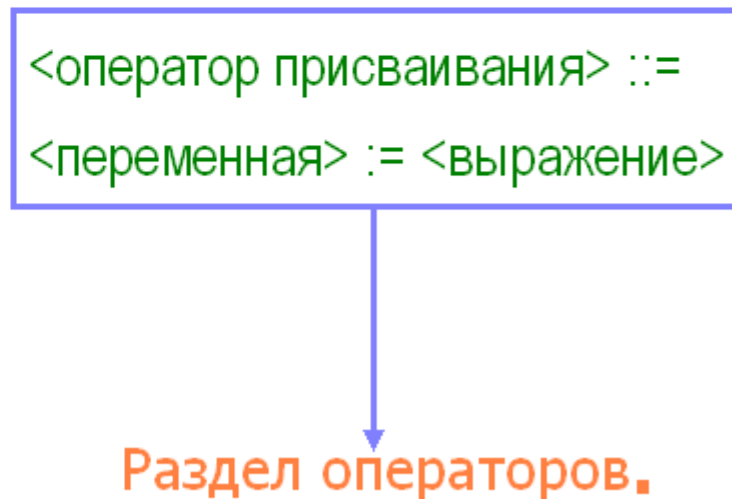 <оператор присваивания> ::=
<переменная> := <выражение>
Раздел операторов.